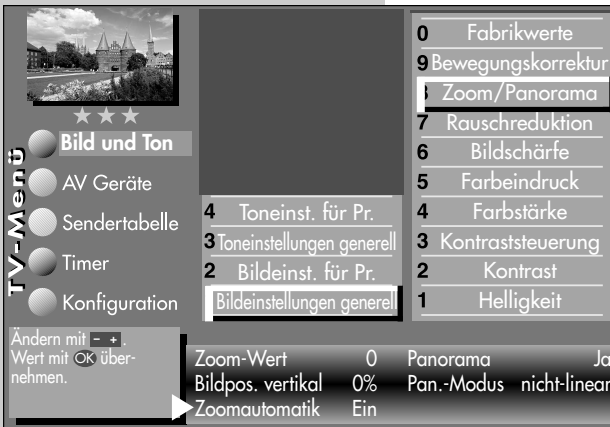 TV-Menü
Bild und Ton
AV Geräte
Sendertabelle
Timer
Konfiguration
4 Toneinst. für Pr.
3 Toneinstellungen generell
2 Bildeinst. für Pr.
Bildeinstellungen generell
0 Fabrikwerte
9 Bewegungskorrektur
8 Zoom/Panorama
7 Rauschreduktion
6 Bildschärfe
5 Farbeindruck
4 Farbstärke
3 Kontraststeuerung
2 Kontrast
1 Helligkeit
Ändern mit - + .
Wert mit OK über-
nehmen.
Zoom-Wert 0 Panorama Ja
Bildpos. vertikal 0% Pan.-Modus nicht-linear
Zoomautomatik Ein